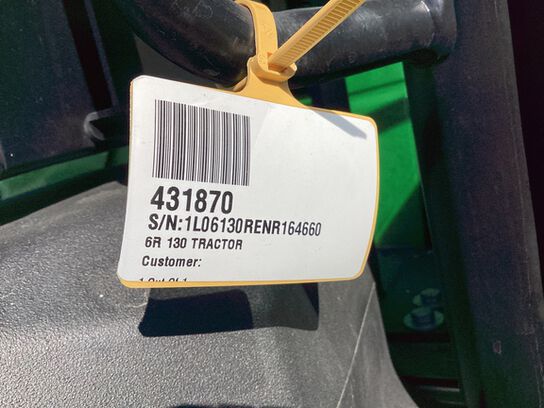 431870
S/N:1L06130RENR164660
6R 130 TRACTOR
Customer: